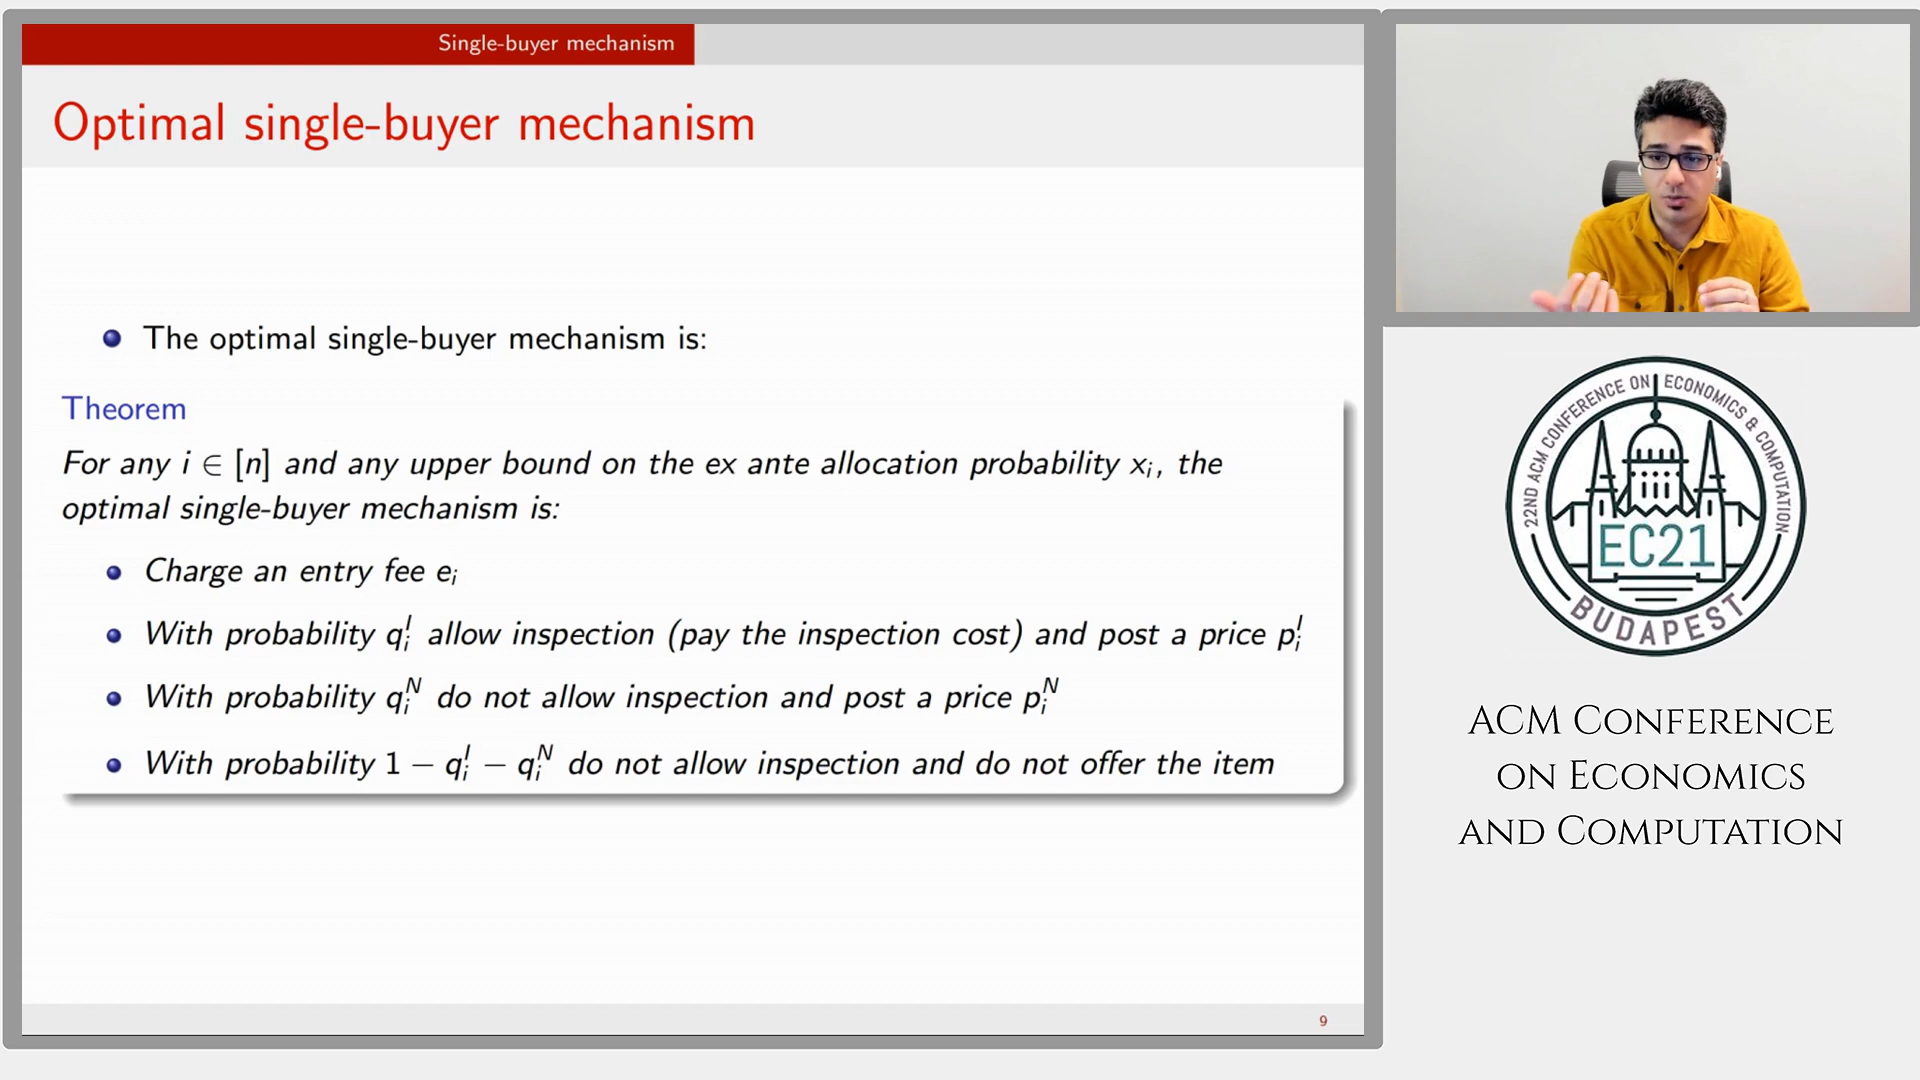 Single-buyer mechanism
Optimal single-buyer mechanism
The optimal single-buyer mechanism is:
Theorem
For any i ∈ [n] and any upper bound on the ex ante allocation probability xᵢ, the
optimal single-buyer mechanism is:
Charge an entry fee eᵢ
With probability qᵢᴵ allow inspection (pay the inspection cost) and post a price pᵢᴵ
With probability qᵢᴺ do not allow inspection and post a price pᵢᴺ
With probability 1 − qᵢᴵ − qᵢᴺ do not allow inspection and do not offer the item
9
22ND ACM CONFERENCE ON ECONOMICS & COMPUTATION
EC21
BUDAPEST
ACM Conference
on Economics
and Computation